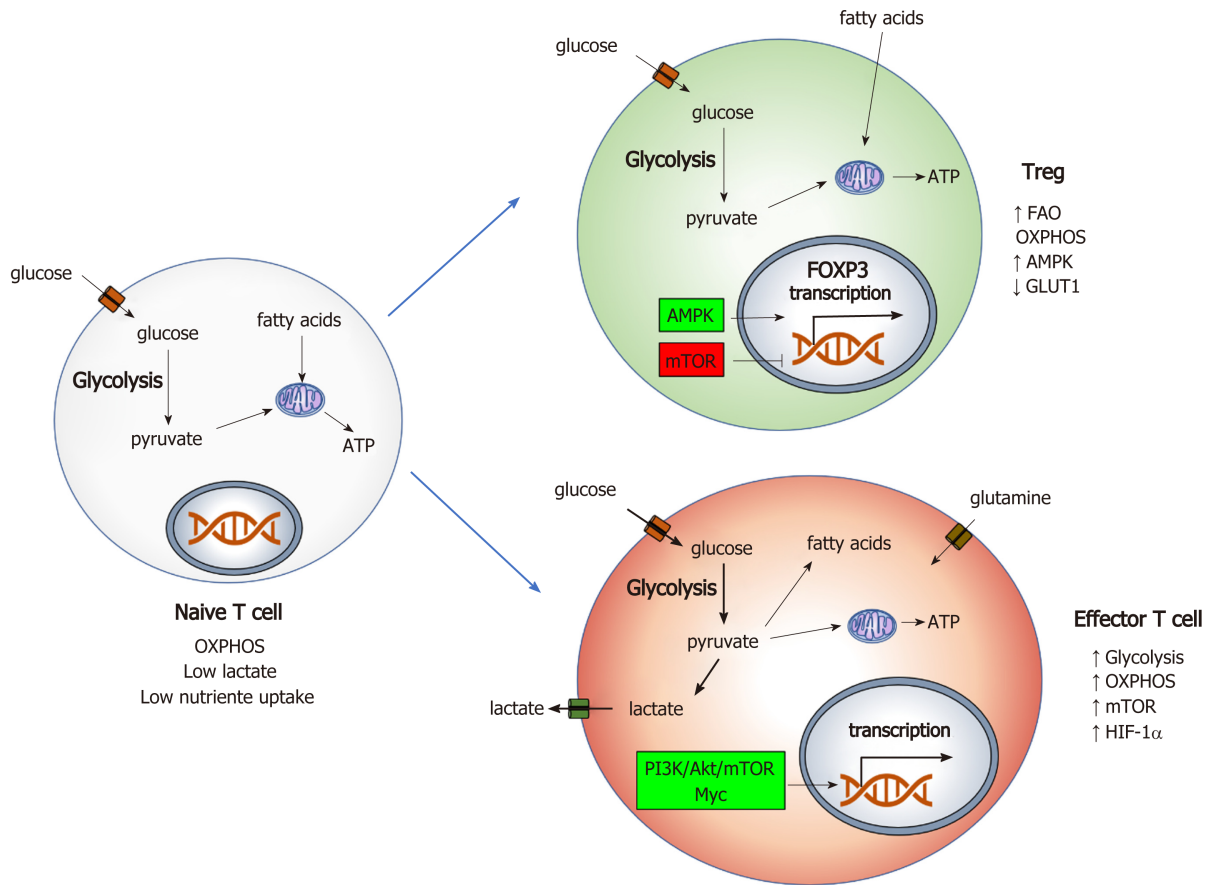 glucose
glucose
Glycolysis
pyruvate
fatty acids
ATP
Naive T cell
OXPHOS
Low lactate
Low nutriente uptake
glucose
fatty acids
glucose
Glycolysis
pyruvate
ATP
FOXP3
transcription
AMPK
mTOR
Treg
↑ FAO
OXPHOS
↑ AMPK
↓ GLUT1
glucose
glutamine
glucose
fatty acids
Glycolysis
pyruvate
ATP
lactate
lactate
transcription
PI3K/Akt/mTOR
Myc
Effector T cell
↑ Glycolysis
↑ OXPHOS
↑ mTOR
↑ HIF-1α